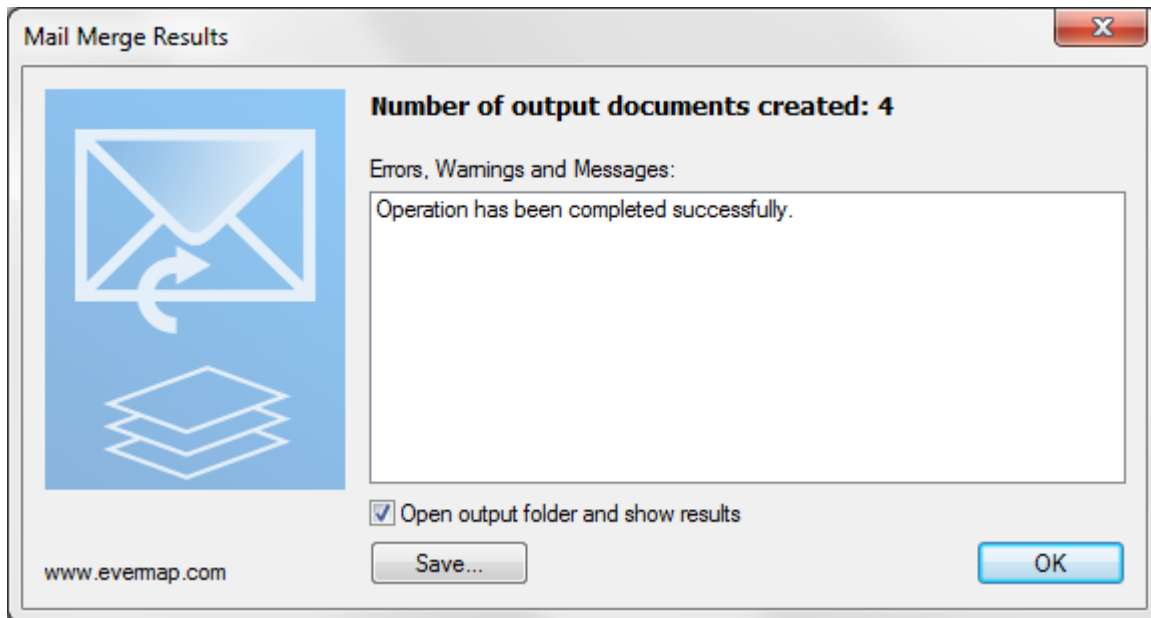 Mail Merge Results
Number of output documents created: 4
Errors, Warnings and Messages:
Operation has been completed successfully.
Open output folder and show results
www.evermap.com
Save...
OK